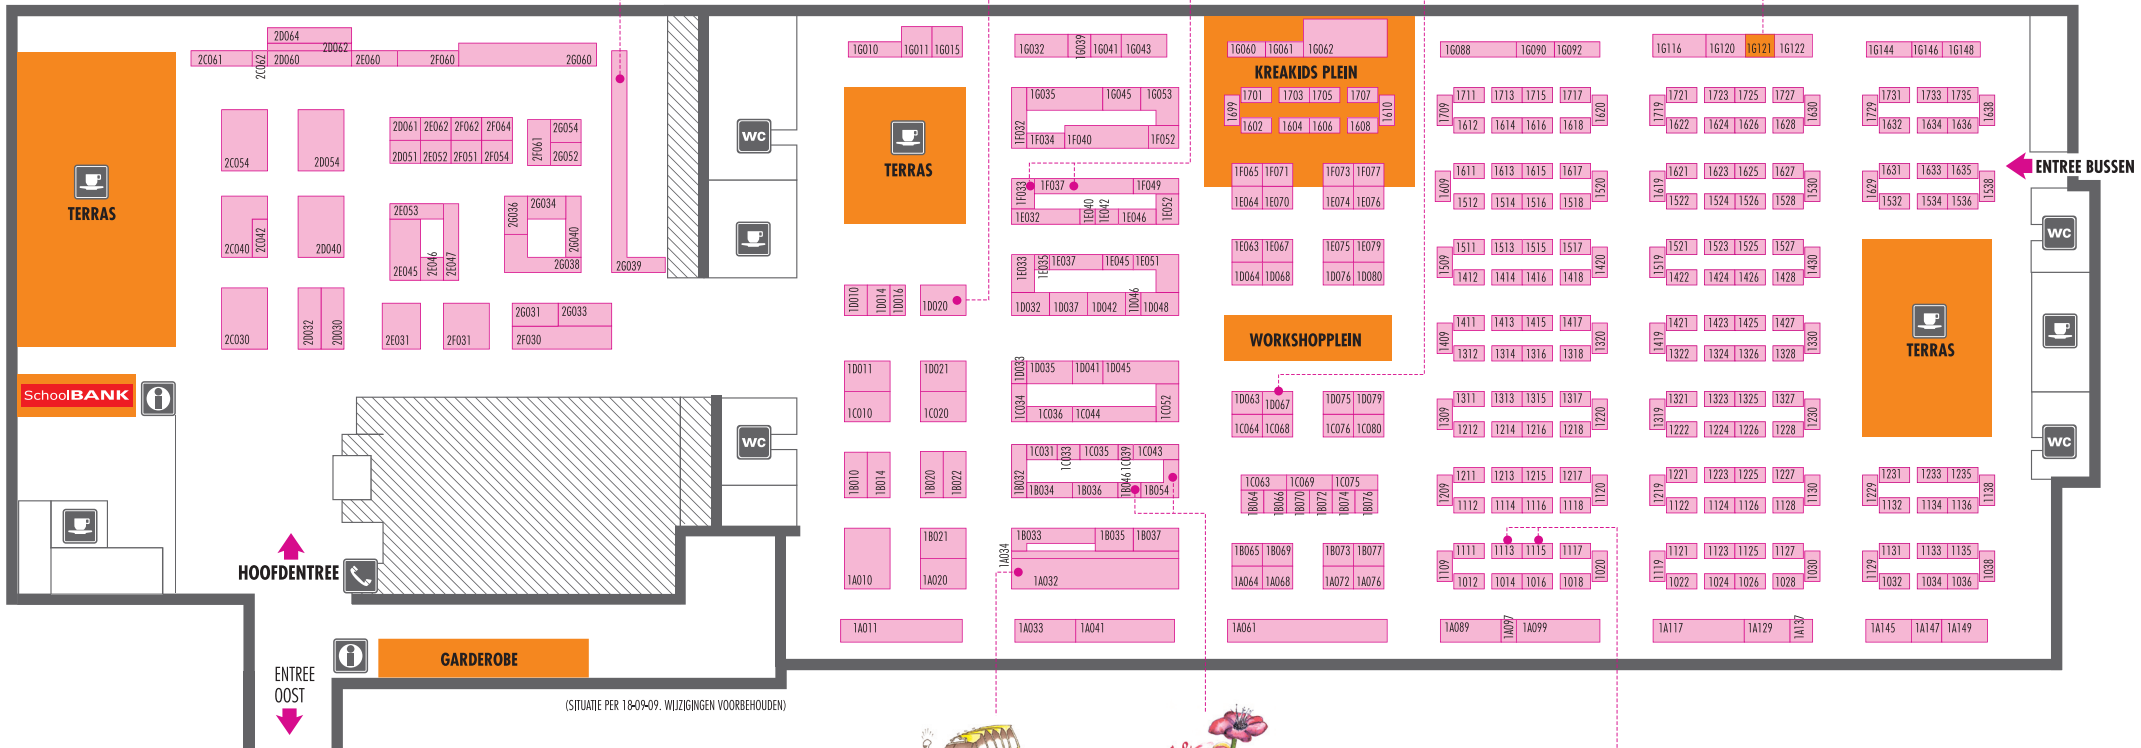 2D064
2D062
2C061
2C062
2D060
2E060
2F060
2G060
1G010
1G011
1G015
1G032
1G039
1G041
1G043
1G060
1G061
1G062
1G088
1G090
1G092
1G116
1G120
1G121
1G122
1G144
1G146
1G148
KREAKIDS PLEIN
1699
1701
1703
1705
1707
1610
1602
1604
1606
1608
1G035
1G045
1G053
1F032
1F034
1F040
1F052
1709
1711
1713
1715
1717
1620
1612
1614
1616
1618
1719
1721
1723
1725
1727
1630
1622
1624
1626
1628
1729
1731
1733
1735
1638
1632
1634
1636
2C054
2D054
2D061
2E062
2F062
2F064
2D051
2E052
2F051
2F054
2F061
2G054
2G052
WC
TERRAS
TERRAS
1F033
1F037
1F049
1E032
1E040
1E042
1E046
1E052
1F065
1F071
1F073
1F077
1E064
1E070
1E074
1E076
1609
1611
1613
1615
1617
1520
1512
1514
1516
1518
1619
1621
1623
1625
1627
1530
1522
1524
1526
1528
1629
1631
1633
1635
1538
1532
1534
1536
ENTREE BUSSEN
2C040
2C042
2D040
2E053
2E045
2E046
2E047
2G036
2G034
2G040
2G038
2G039
1E033
1E035
1E037
1E045
1E051
1D032
1D037
1D042
1D046
1D048
1E063
1E067
1E075
1E079
1D064
1D068
1D076
1D080
1509
1511
1513
1515
1517
1420
1412
1414
1416
1418
1519
1521
1523
1525
1527
1430
1422
1424
1426
1428
WC
2C030
2D032
2D030
2E031
2F031
2G031
2G033
2F030
1D010
1D014
1D016
1D020
WORKSHOPPLEIN
1409
1411
1413
1415
1417
1320
1312
1314
1316
1318
1419
1421
1423
1425
1427
1330
1322
1324
1326
1328
TERRAS
SchoolBANK
1D011
1C010
1D021
1C020
1D033
1D035
1D041
1D045
1C034
1C036
1C044
1C052
1D063
1D067
1D075
1D079
1C064
1C068
1C076
1C080
1309
1311
1313
1315
1317
1220
1212
1214
1216
1218
1319
1321
1323
1325
1327
1230
1222
1224
1226
1228
WC
WC
1B010
1B014
1B020
1B022
1B032
1C031
1C033
1C035
1C039
1C043
1B034
1B036
1B046
1B054
1C063
1C069
1C075
1B064
1B066
1B070
1B072
1B074
1B076
1209
1211
1213
1215
1217
1120
1112
1114
1116
1118
1219
1221
1223
1225
1227
1130
1122
1124
1126
1128
1229
1231
1233
1235
1138
1132
1134
1136
HOOFDENTREE
1A010
1B021
1A020
1A034
1B033
1B035
1B037
1A032
1B065
1B069
1B073
1B077
1A064
1A068
1A072
1A076
1109
1111
1113
1115
1117
1020
1012
1014
1016
1018
1119
1121
1123
1125
1127
1030
1022
1024
1026
1028
1129
1131
1133
1135
1038
1032
1034
1036
1A011
1A033
1A041
1A061
1A089
1A097
1A099
1A117
1A129
1A137
1A145
1A147
1A149
GARDEROBE
ENTREE
OOST
(SITUATIE PER 18-09-09. WIJZIGINGEN VOORBEHOUDEN)